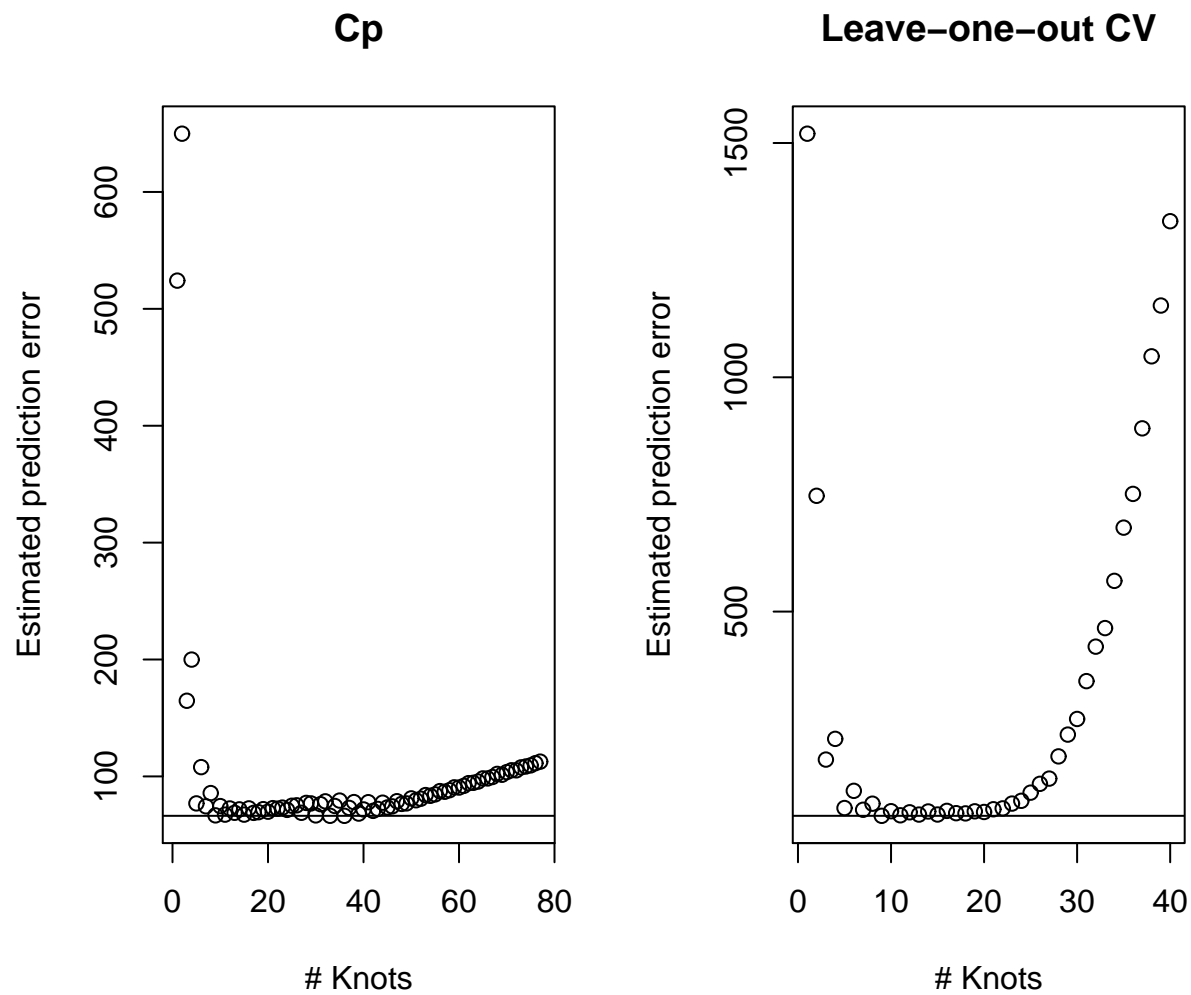 Cp
Estimated prediction error
600
500
400
300
200
100
0 20 40 60 80
# Knots
Leave−one−out CV
Estimated prediction error
1500
1000
500
0 10 20 30 40
# Knots